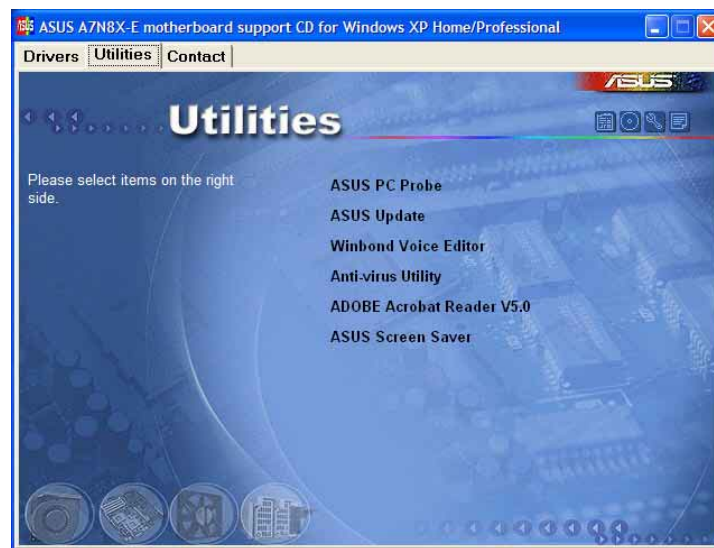 ASUS A7N8X-E motherboard support CD for Windows XP Home/Professional
Drivers Utilities Contact
ASUS
Utilities
Please select items on the right
side.
ASUS PC Probe
ASUS Update
Winbond Voice Editor
Anti-virus Utility
ADOBE Acrobat Reader V5.0
ASUS Screen Saver